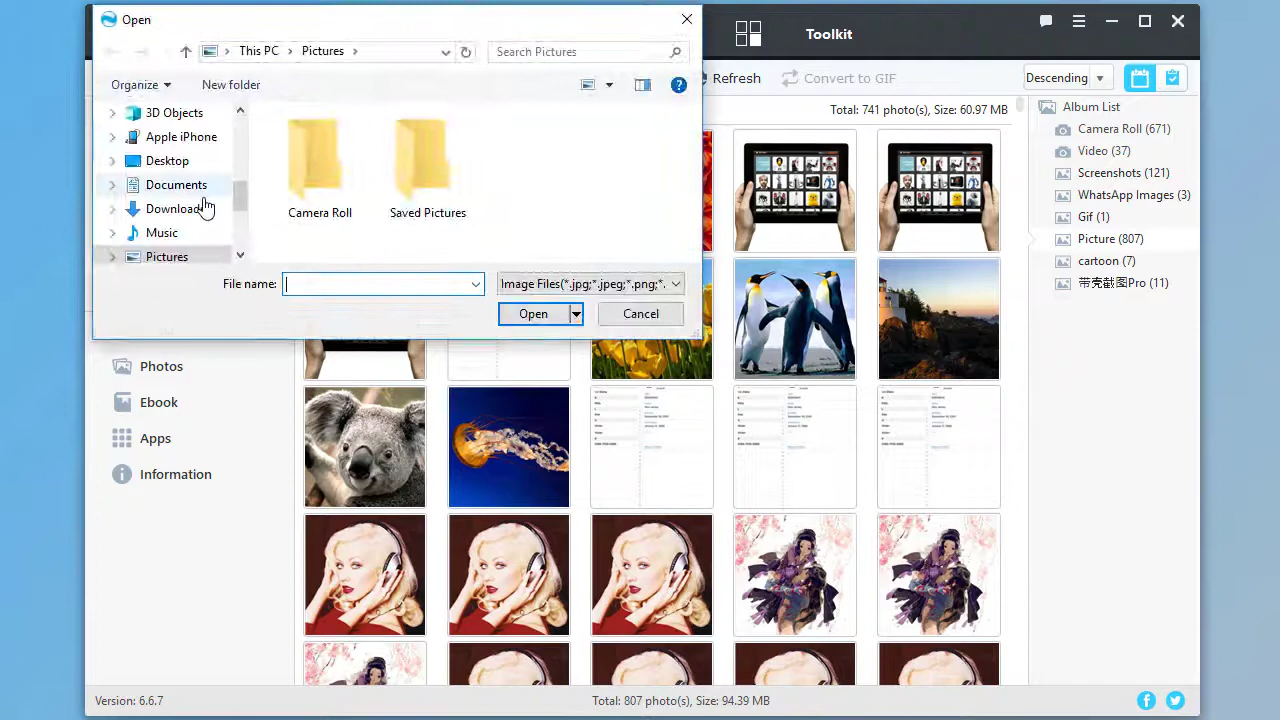 Open
Toolkit
This PC
Pictures
Search Pictures
Organize
New folder
Refresh
Convert to GIF
Descending
3D Objects
Apple iPhone
Desktop
Documents
Downloads
Music
Pictures
Camera Roll
Saved Pictures
Total: 741 photo(s), Size: 60.97 MB
File name:
Image Files(*.jpg;*.jpeg;*.png;*.
Open
Cancel
Album List
Camera Roll (671)
Video (37)
Screenshots (121)
WhatsApp Images (3)
Gif (1)
Picture (807)
cartoon (7)
带壳截图Pro (11)
Photos
Ebook
Apps
Information
Version: 6.6.7
Total: 807 photo(s), Size: 94.39 MB